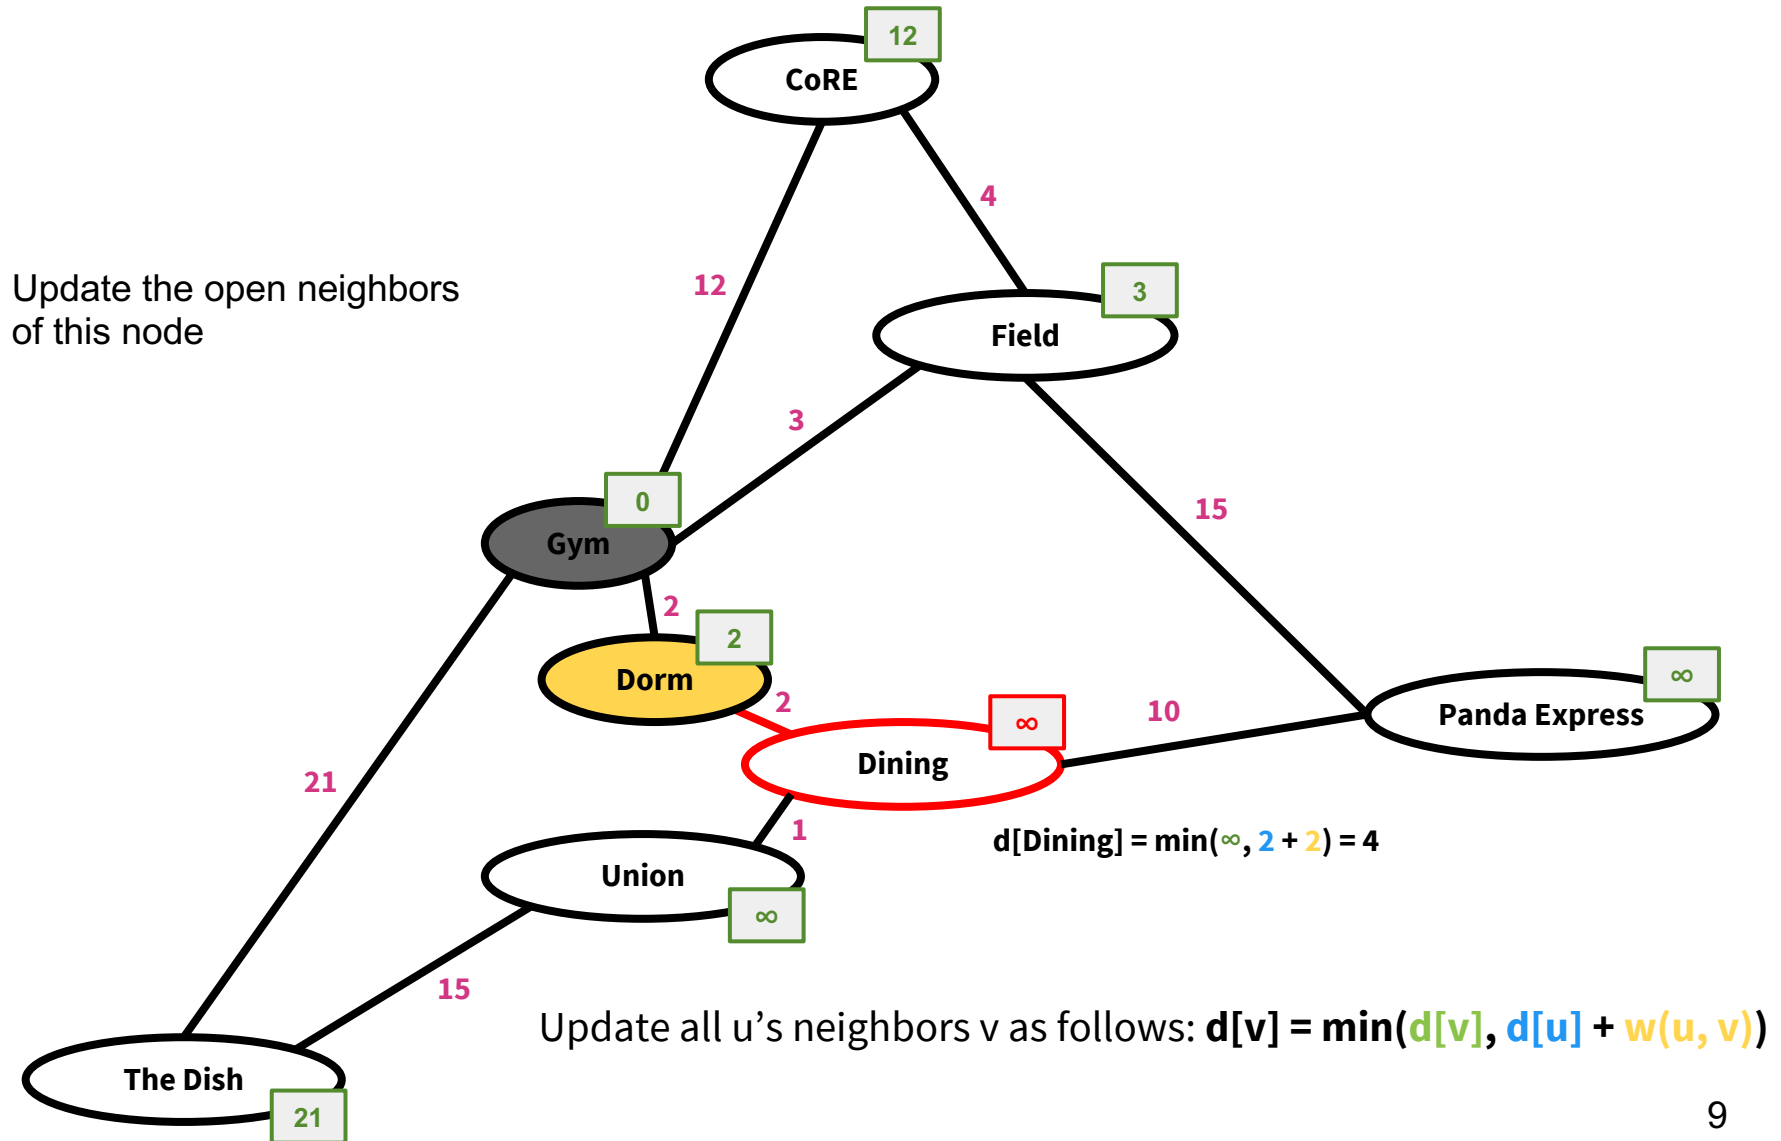 12
CoRE
4
Update the open neighbors
of this node
12
3
Field
3
15
0
Gym
2
2
Dorm
2
∞
∞
10
Panda Express
Dining
21
1
d[Dining] = min(∞, 2 + 2) = 4
Union
∞
15
Update all u’s neighbors v as follows: d[v] = min(d[v], d[u] + w(u, v))
The Dish
21
9